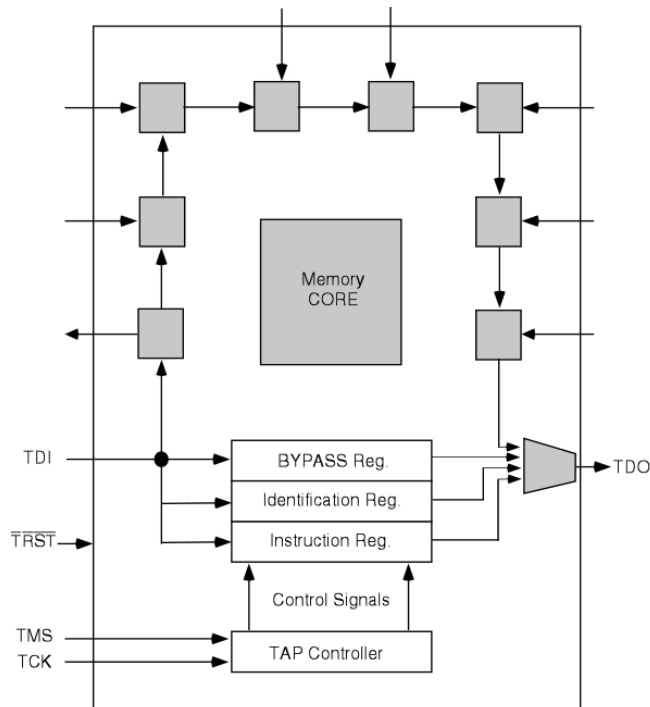 Memory
CORE
TDI
BYPASS Reg.
TDO
Identification Reg.
TRST
Instruction Reg.
Control Signals
TMS
TCK
TAP Controller